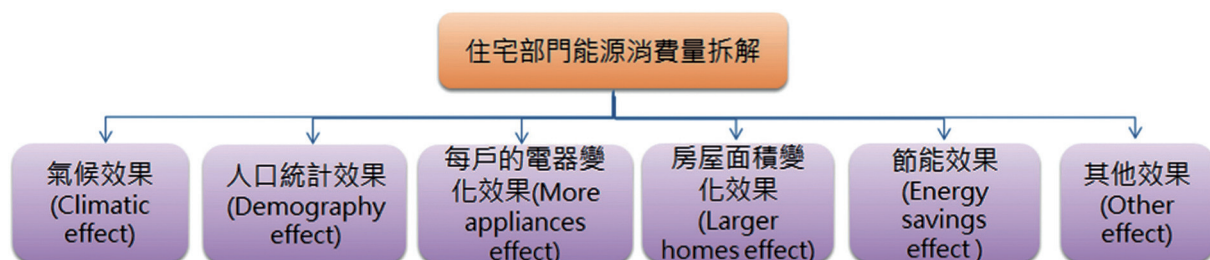 住宅部門能源消費量拆解
氣候效果
(Climatic
effect)
人口統計效果
(Demography
effect)
每戶的電器變
化效果(More
appliances
effect)
房屋面積變
化效果
(Larger
homes effect)
節能效果
(Energy
savings
effect )
其他效果
(Other
effect)